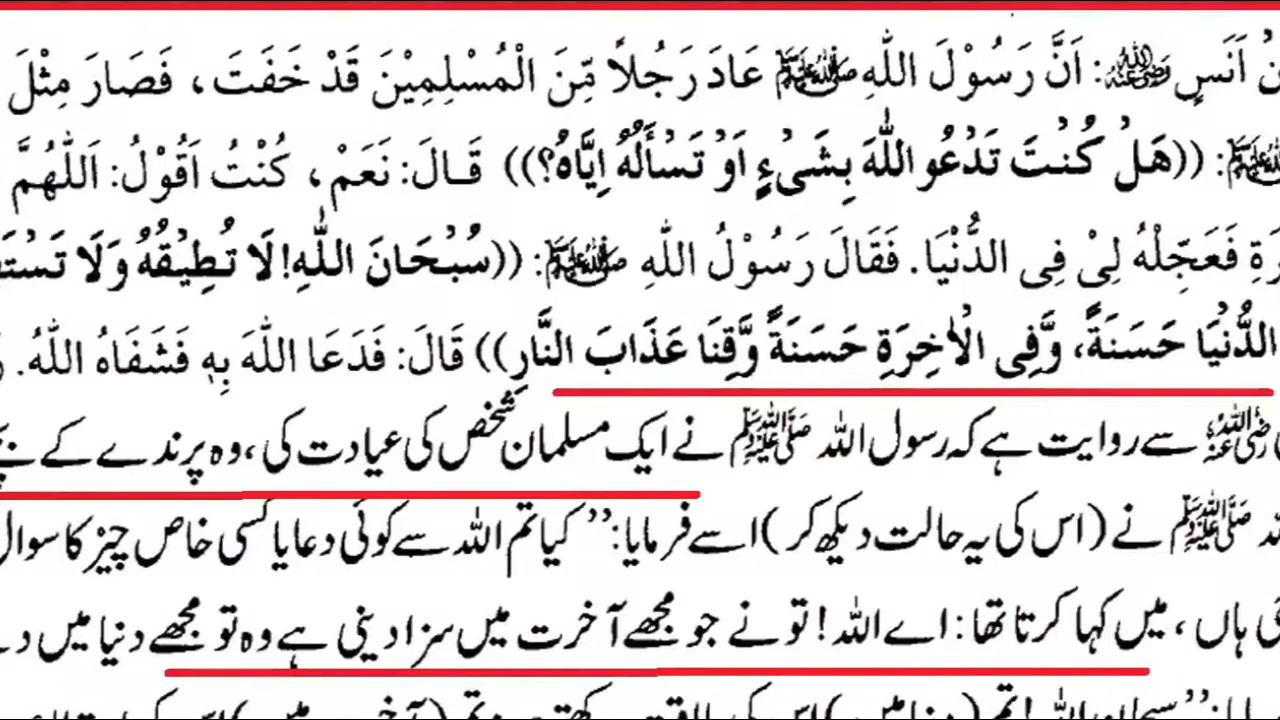 اَنَسٍ رضي الله عنه: اَنَّ رَسُوْلَ اللّٰهِ ﷺ عَادَ رَجُلاً مِّنَ الْمُسْلِمِيْنَ قَدْ خَفَتَ، فَصَارَ مِثْلَ
ﷺ: ((هَلْ كُنْتَ تَدْعُو اللّٰهَ بِشَىْءٍ اَوْ تَسْأَلُهُ اِيَّاهُ؟)) قَالَ: نَعَمْ، كُنْتُ اَقُوْلُ: اَللّٰهُمَّ
فَعَجِّلْهُ لِىْ فِى الدُّنْيَا. فَقَالَ رَسُوْلُ اللّٰهِ ﷺ: ((سُبْحَانَ اللّٰهِ! لَا تُطِيْقُهُ وَلَا
الدُّنْيَا حَسَنَةً، وَّفِى الْاٰخِرَةِ حَسَنَةً وَّقِنَا عَذَابَ النَّارِ)) قَالَ: فَدَعَا اللّٰهَ بِهٖ فَشَفَاهُ اللّٰهُ.
سے روایت ہے کہ رسول اللہ ﷺ نے ایک مسلمان شخص کی عیادت کی، وہ پرندے کے
ﷺ نے (اس کی یہ حالت دیکھ کر) اسے فرمایا: ’’کیا تم اللہ سے کوئی دعا یا کسی خاص چیز کا سوال
ہاں، میں کہا کرتا تھا: اے اللہ! تو نے جو مجھے آخرت میں سزا دینی ہے وہ تو مجھے دنیا میں